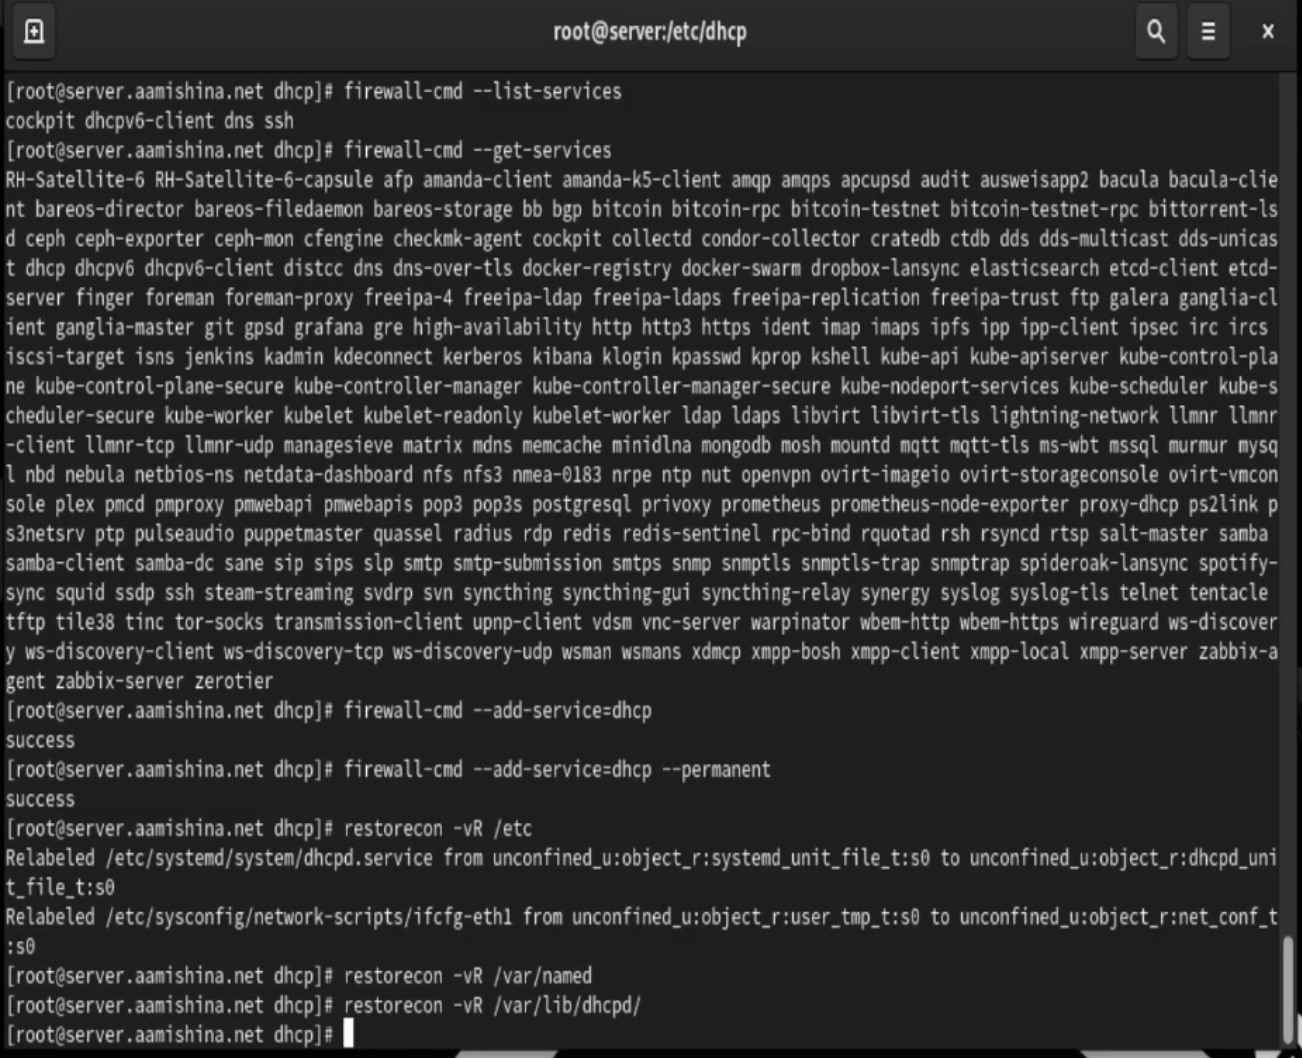 root@server:/etc/dhcp
[root@server.aamishina.net dhcp]# firewall-cmd --list-services
cockpit dhcpv6-client dns ssh
[root@server.aamishina.net dhcp]# firewall-cmd --get-services
RH-Satellite-6 RH-Satellite-6-capsule afp amanda-client amanda-k5-client amqp amqps apcupsd audit ausweisapp2 bacula bacula-clie
nt bareos-director bareos-filedaemon bareos-storage bb bgp bitcoin bitcoin-rpc bitcoin-testnet bitcoin-testnet-rpc bittorrent-ls
d ceph ceph-exporter ceph-mon cfengine checkmk-agent cockpit collectd condor-collector cratedb ctdb dds dds-multicast dds-unicas
t dhcp dhcpv6 dhcpv6-client distcc dns dns-over-tls docker-registry docker-swarm dropbox-lansync elasticsearch etcd-client etcd-
server finger foreman foreman-proxy freeipa-4 freeipa-ldap freeipa-ldaps freeipa-replication freeipa-trust ftp galera ganglia-cl
ient ganglia-master git gpsd grafana gre high-availability http http3 https ident imap imaps ipfs ipp ipp-client ipsec irc ircs
iscsi-target isns jenkins kadmin kdeconnect kerberos kibana klogin kpasswd kprop kshell kube-api kube-apiserver kube-control-pla
ne kube-control-plane-secure kube-controller-manager kube-controller-manager-secure kube-nodeport-services kube-scheduler kube-s
cheduler-secure kube-worker kubelet kubelet-readonly kubelet-worker ldap ldaps libvirt libvirt-tls lightning-network llmnr llmnr
-client llmnr-tcp llmnr-udp managesieve matrix mdns memcache minidlna mongodb mosh mountd mqtt mqtt-tls ms-wbt mssql murmur mysq
l nbd nebula netbios-ns netdata-dashboard nfs nfs3 nmea-0183 nrpe ntp nut openvpn ovirt-imageio ovirt-storageconsole ovirt-vmcon
sole plex pmcd pmproxy pmwebapi pmwebapis pop3 pop3s postgresql privoxy prometheus prometheus-node-exporter proxy-dhcp ps2link p
s3netsrv ptp pulseaudio puppetmaster quassel radius rdp redis redis-sentinel rpc-bind rquotad rsh rsyncd rtsp salt-master samba
samba-client samba-dc sane sip sips slp smtp smtp-submission smtps snmp snmptls snmptls-trap snmptrap spideroak-lansync spotify-
sync squid ssdp ssh steam-streaming svdrp svn syncthing syncthing-gui syncthing-relay synergy syslog syslog-tls telnet tentacle
tftp tile38 tinc tor-socks transmission-client upnp-client vdsm vnc-server warpinator wbem-http wbem-https wireguard ws-discover
y ws-discovery-client ws-discovery-tcp ws-discovery-udp wsman wsmans xdmcp xmpp-bosh xmpp-client xmpp-local xmpp-server zabbix-a
gent zabbix-server zerotier
[root@server.aamishina.net dhcp]# firewall-cmd --add-service=dhcp
success
[root@server.aamishina.net dhcp]# firewall-cmd --add-service=dhcp --permanent
success
[root@server.aamishina.net dhcp]# restorecon -vR /etc
Relabeled /etc/systemd/system/dhcpd.service from unconfined_u:object_r:systemd_unit_file_t:s0 to unconfined_u:object_r:dhcpd_uni
t_file_t:s0
Relabeled /etc/sysconfig/network-scripts/ifcfg-eth1 from unconfined_u:object_r:user_tmp_t:s0 to unconfined_u:object_r:net_conf_t
:s0
[root@server.aamishina.net dhcp]# restorecon -vR /var/named
[root@server.aamishina.net dhcp]# restorecon -vR /var/lib/dhcpd/
[root@server.aamishina.net dhcp]#